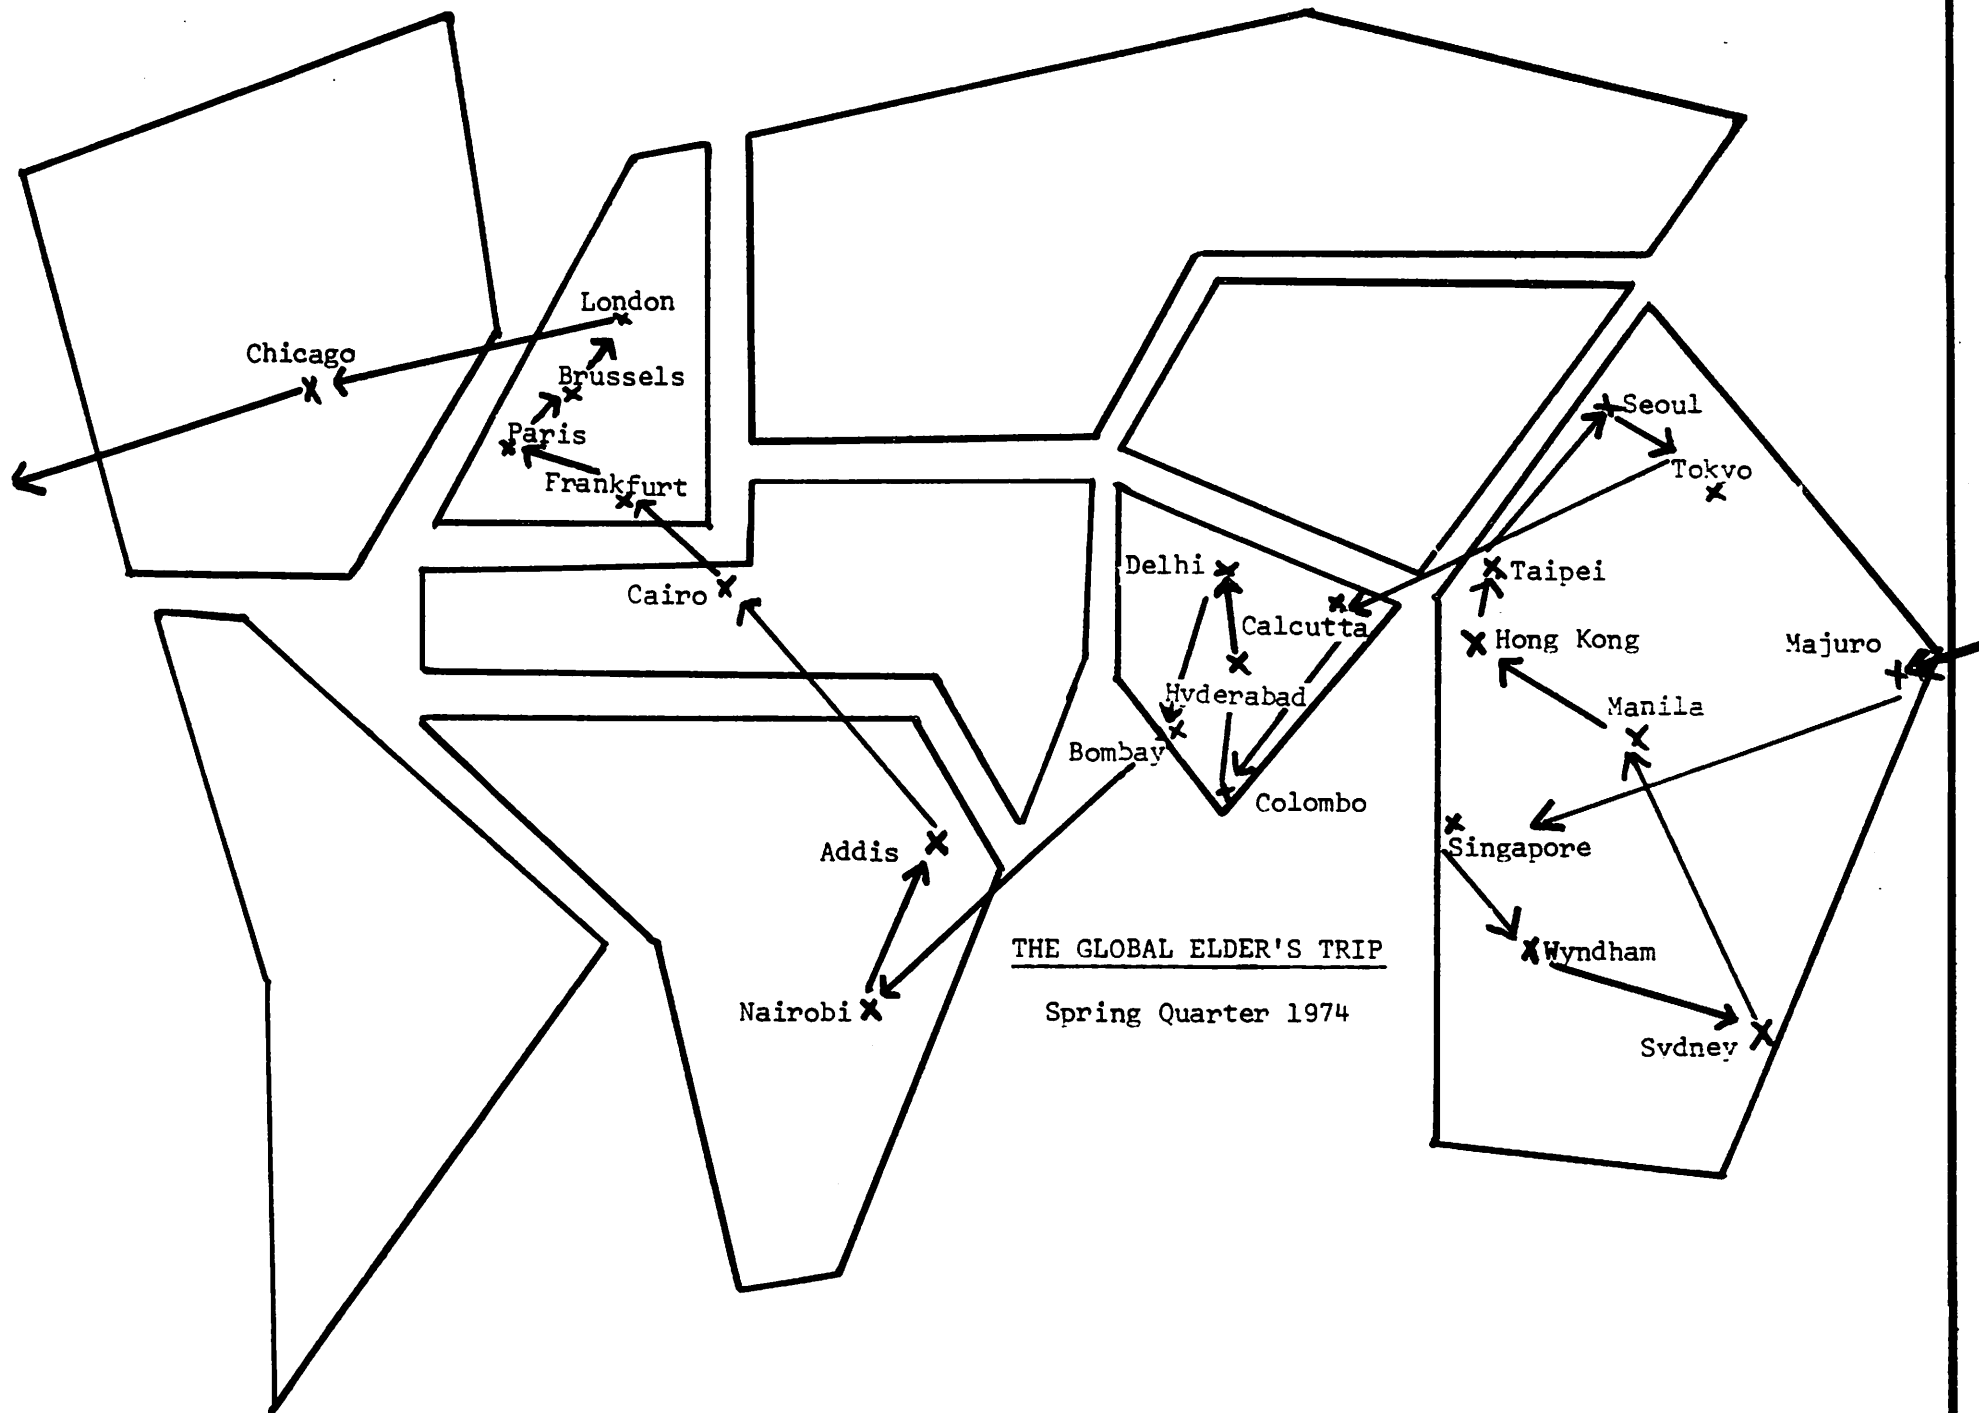 London
Chicago
Brussels
Paris
Frankfurt
Cairo
Seoul
Tokyo
Delhi
Taipei
Calcutta
Hong Kong
Majuro
Hyderabad
Manila
Bombay
Colombo
Addis
Singapore
THE GLOBAL ELDER'S TRIP
Wyndham
Nairobi
Spring Quarter 1974
Sydney